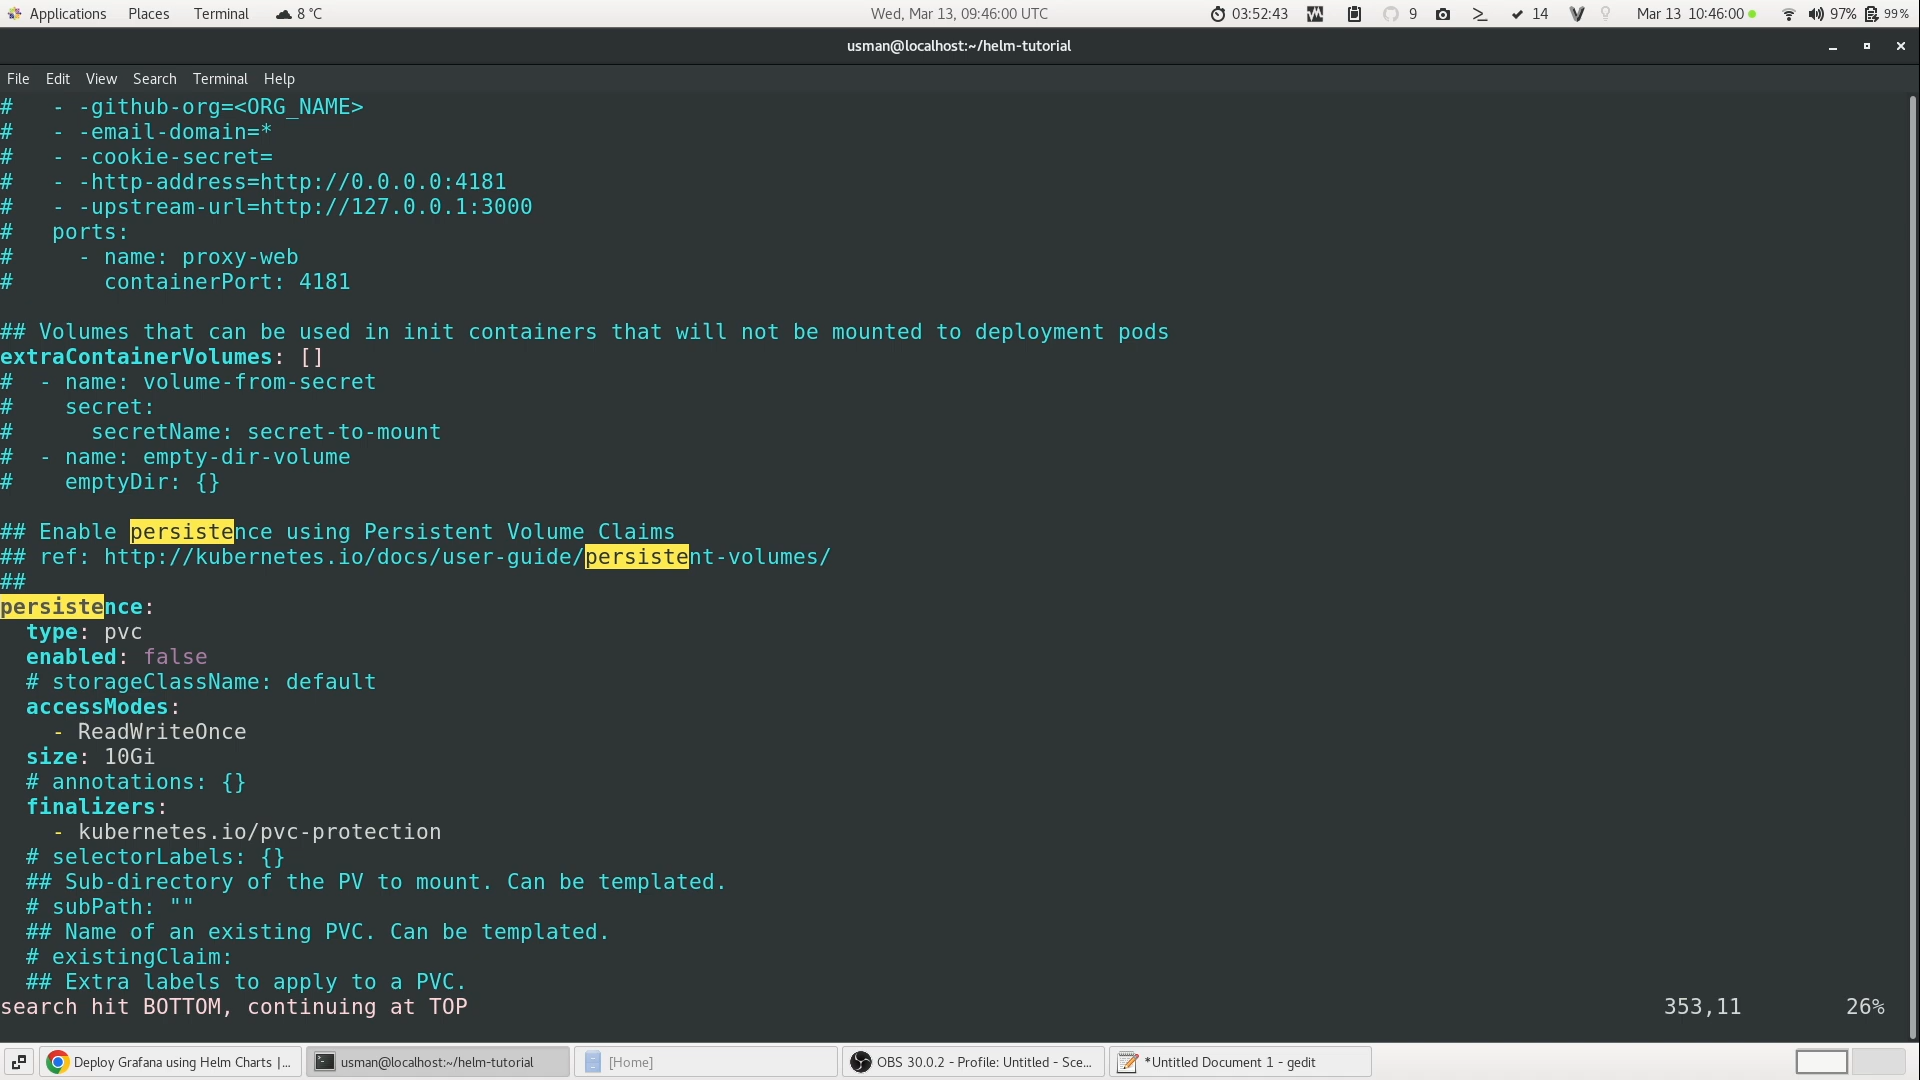 Applications Places Terminal 8 °C Wed, Mar 13, 09:46:00 UTC 03:52:43 9 14 Mar 13 10:46:00 97% 99%
usman@localhost:~/helm-tutorial
File Edit View Search Terminal Help
#   - -github-org=<ORG_NAME>
#   - -email-domain=*
#   - -cookie-secret=
#   - -http-address=http://0.0.0.0:4181
#   - -upstream-url=http://127.0.0.1:3000
#   ports:
#     - name: proxy-web
#       containerPort: 4181
## Volumes that can be used in init containers that will not be mounted to deployment pods
extraContainerVolumes: []
#  - name: volume-from-secret
#    secret:
#      secretName: secret-to-mount
#  - name: empty-dir-volume
#    emptyDir: {}
## Enable persistence using Persistent Volume Claims
## ref: http://kubernetes.io/docs/user-guide/persistent-volumes/
##
persistence:
  type: pvc
  enabled: false
  # storageClassName: default
  accessModes:
    - ReadWriteOnce
  size: 10Gi
  # annotations: {}
  finalizers:
    - kubernetes.io/pvc-protection
  # selectorLabels: {}
  ## Sub-directory of the PV to mount. Can be templated.
  # subPath: ""
  ## Name of an existing PVC. Can be templated.
  # existingClaim:
  ## Extra labels to apply to a PVC.
search hit BOTTOM, continuing at TOP 353,11 26%
Deploy Grafana using Helm Charts |... usman@localhost:~/helm-tutorial [Home] OBS 30.0.2 - Profile: Untitled - Sce... *Untitled Document 1 - gedit